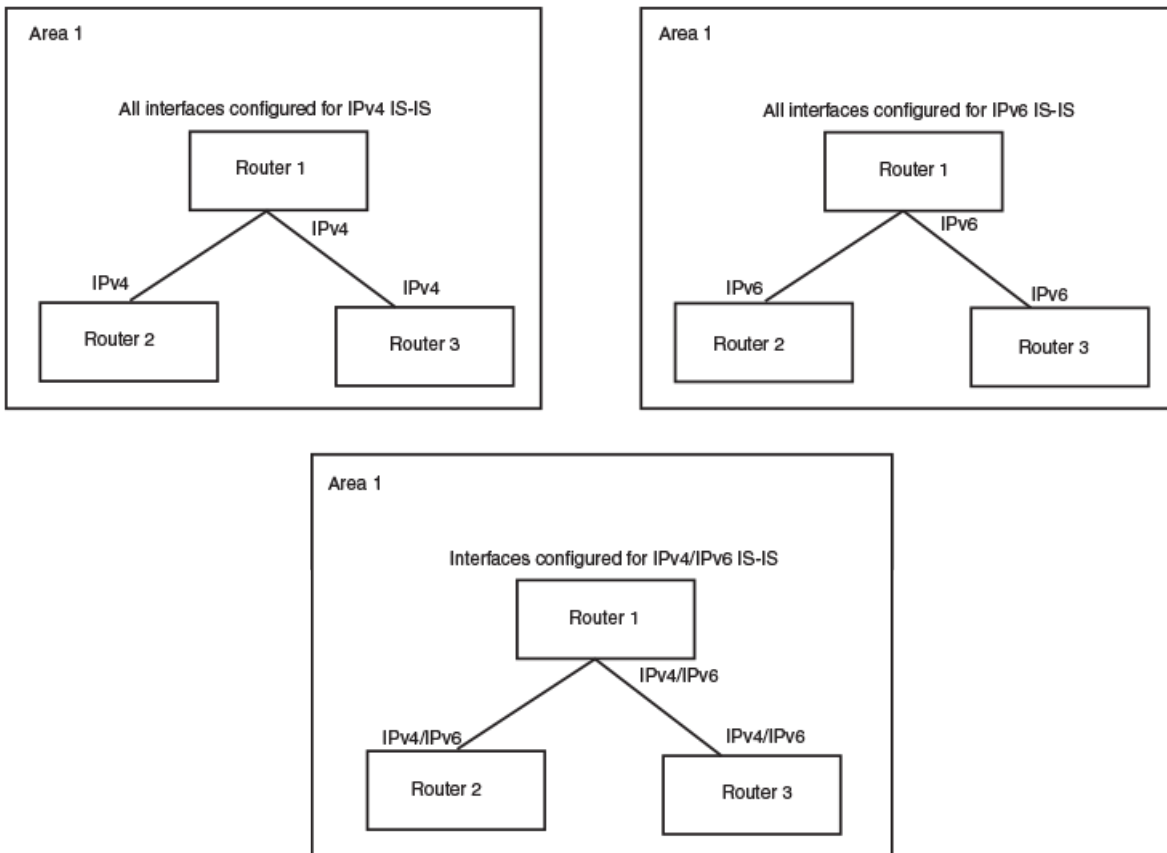 Area 1
All interfaces configured for IPv4 IS-IS
Router 1
IPv4
IPv4
IPv4
Router 2
Router 3
Area 1
All interfaces configured for IPv6 IS-IS
Router 1
IPv6
IPv6
IPv6
Router 2
Router 3
Area 1
Interfaces configured for IPv4/IPv6 IS-IS
Router 1
IPv4/IPv6
IPv4/IPv6
IPv4/IPv6
Router 2
Router 3